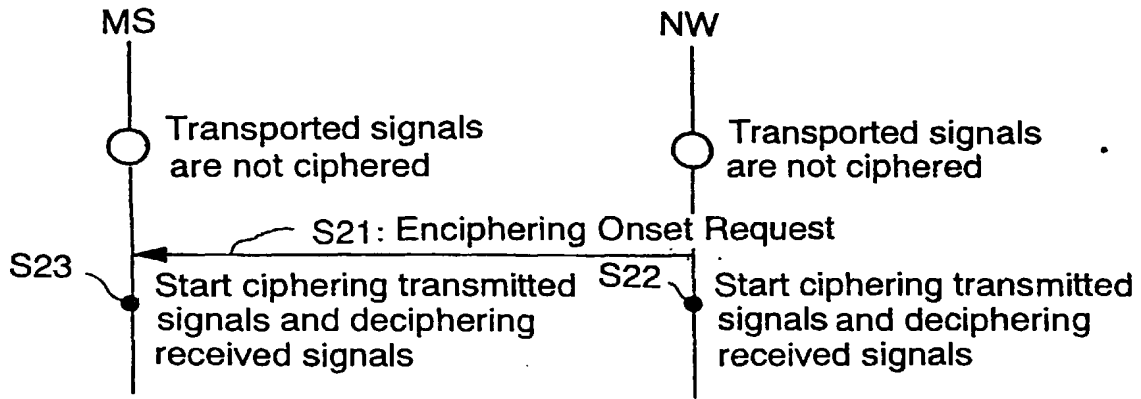 MS
NW
Transported signals
are not ciphered
Transported signals
are not ciphered
S21: Enciphering Onset Request
S23
Start ciphering transmitted
signals and deciphering
received signals
S22
Start ciphering transmitted
signals and deciphering
received signals